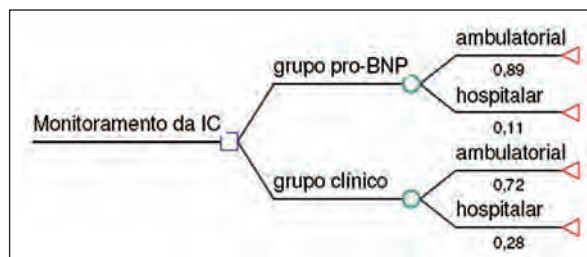 Monitoramento da IC
grupo pro-BNP
ambulatorial
0,89
hospitalar
0,11
grupo clínico
ambulatorial
0,72
hospitalar
0,28